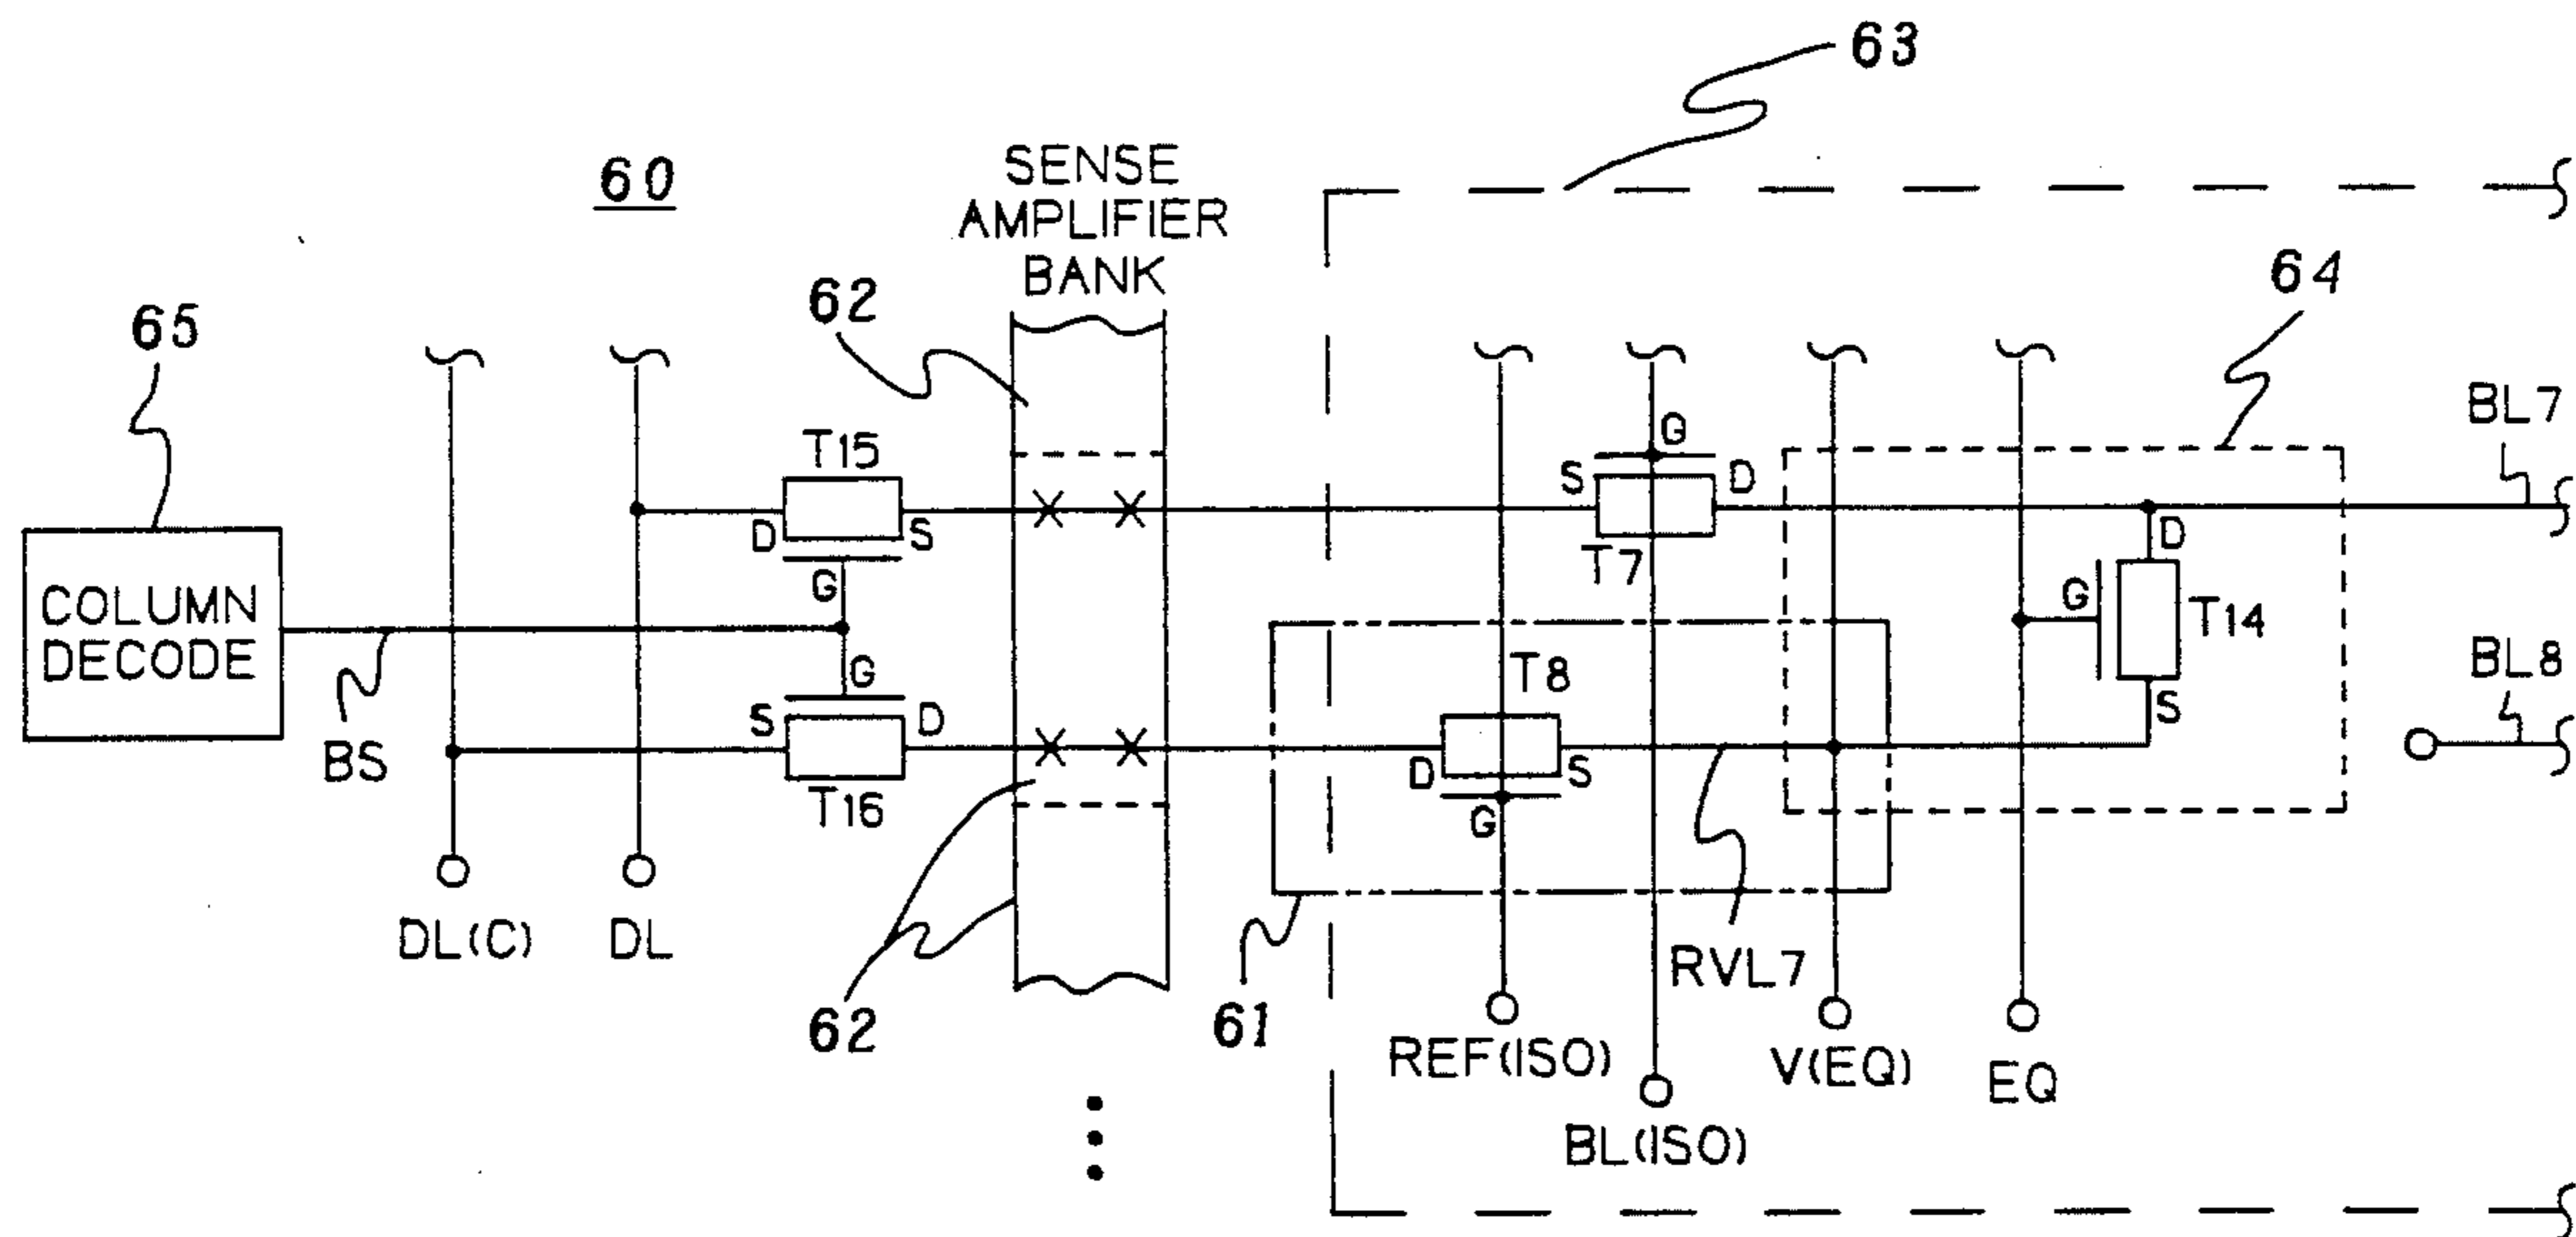 63
60
SENSE
AMPLIFIER
BANK
64
62
65
BL7
G
T15
S
D
D
S
D
T7
G
COLUMN
DECODE
G
T14
G
T8
BL8
S
D
S
BS
T16
D
S
G
DL(C)
DL
62
61
RVL7
REF(ISO)
V(EQ)
EQ
BL(ISO)